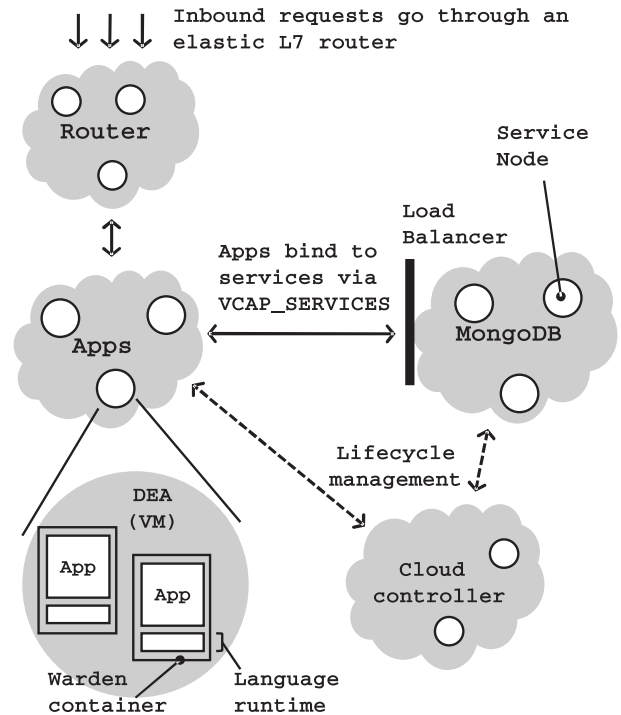 Inbound requests go through an
elastic L7 router
Router
Service
Node
Load
Balancer
Apps bind to
services via
VCAP_SERVICES
MongoDB
Apps
Lifecycle
management
DEA
(VM)
App
App
Cloud
controller
Warden
container
Language
runtime